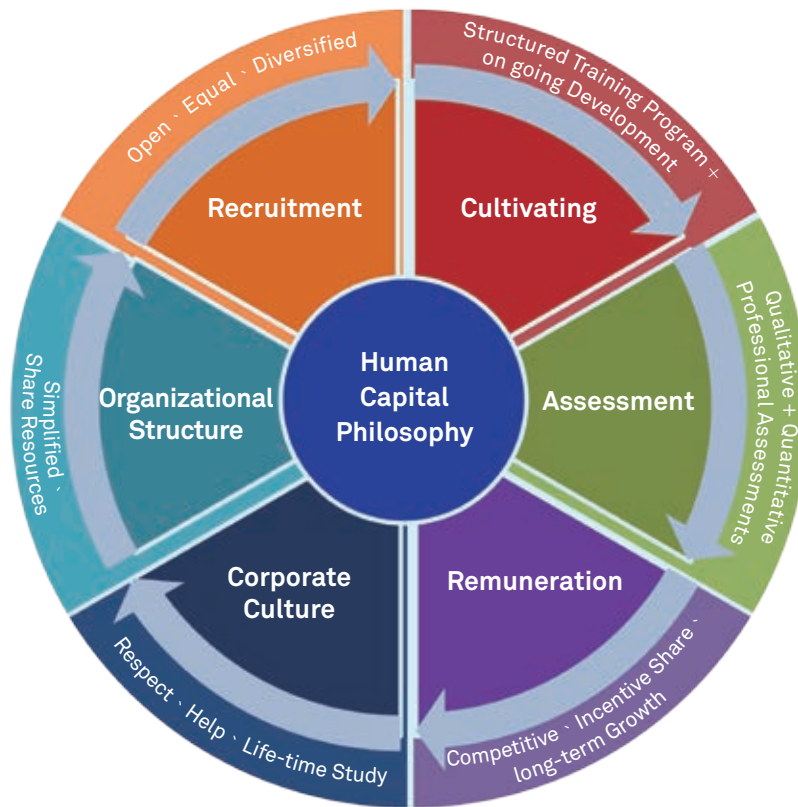 Open、Equal、Diversified
Structured Training Program +
on going Development
Recruitment
Cultivating
Qualitative + Quantitative
Professional Assessments
Human
Capital
Philosophy
Assessment
Organizational
Structure
Simplified、
Share Resources
Corporate
Culture
Remuneration
Respect、Help、Life-time Study
Competitive、Incentive Share、
long-term Growth